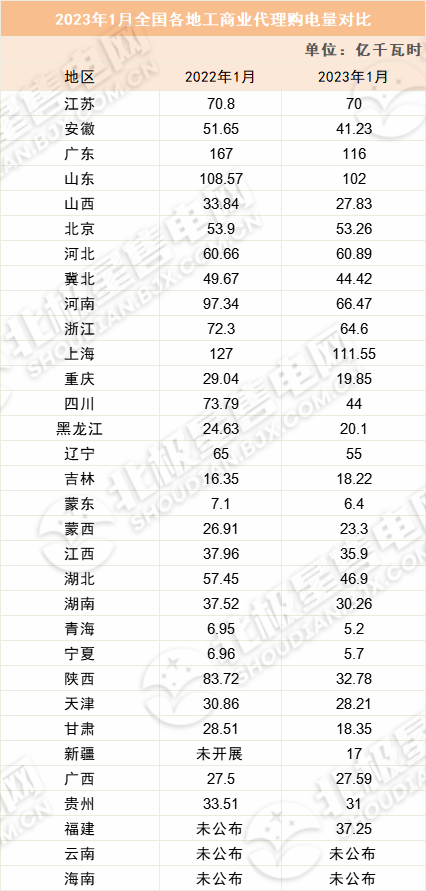 2023年1月全国各地工商业代理购电量对比
单位：亿千瓦时
地区 2022年1月 2023年1月
江苏 70.8 70
安徽 51.65 41.23
广东 167 116
山东 108.57 102
山西 33.84 27.83
北京 53.9 53.26
河北 60.66 60.89
冀北 49.67 44.42
河南 97.34 66.47
浙江 72.3 64.6
上海 127 111.55
重庆 29.04 19.85
四川 73.79 44
黑龙江 24.63 20.1
辽宁 65 55
吉林 16.35 18.22
蒙东 7.1 6.4
蒙西 26.91 23.3
江西 37.96 35.9
湖北 57.45 46.9
湖南 37.52 30.26
青海 6.95 5.2
宁夏 6.96 5.7
陕西 83.72 32.78
天津 30.86 28.21
甘肃 28.51 18.35
新疆 未开展 17
广西 27.5 27.59
贵州 33.51 31
福建 未公布 37.25
云南 未公布 未公布
海南 未公布 未公布
北极星售电网
SHOUDIAN.BJX.COM.CN